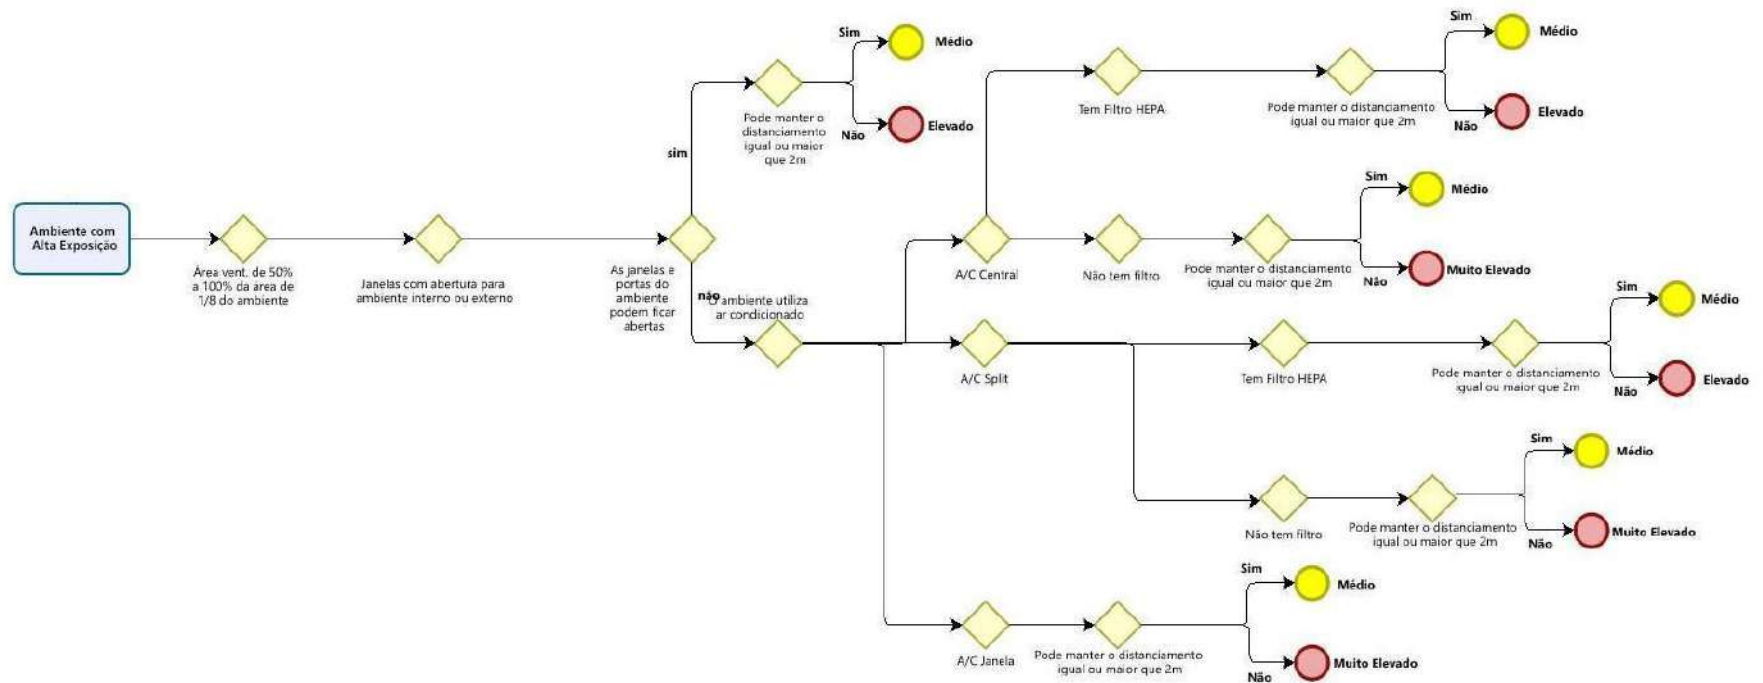 Ambiente com
Alta Exposição
Área vent. de 50%
a 100% da area de
1/8 do ambiente
Janelas com abertura para
ambiente interno ou externo
As janelas e
portas do
ambiente
podem ficar
abertas
sim
não
Pode manter o
distanciamento
igual ou maior
que 2m
Sim
Médio
Não
Elevado
O ambiente utiliza
ar condicionado
A/C Central
Tem Filtro HEPA
Pode manter o distanciamento
igual ou maior que 2m
Sim
Médio
Não
Elevado
Não tem filtro
Pode manter o distanciamento
igual ou maior que 2m
Sim
Médio
Não
Muito Elevado
A/C Split
Tem Filtro HEPA
Pode manter o distanciamento
igual ou maior que 2m
Sim
Médio
Não
Elevado
Não tem filtro
Pode manter o distanciamento
igual ou maior que 2m
Sim
Médio
Não
Muito Elevado
A/C Janela
Pode manter o distanciamento
igual ou maior que 2m
Sim
Médio
Não
Muito Elevado